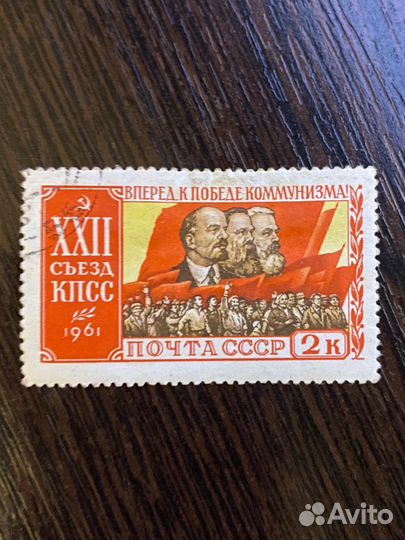 ВПЕРЕД К ПОБЕДЕ КОММУНИЗМА!
XXII
СЪЕЗД
КПСС
1961
ПОЧТА СССР
2 К
Avito